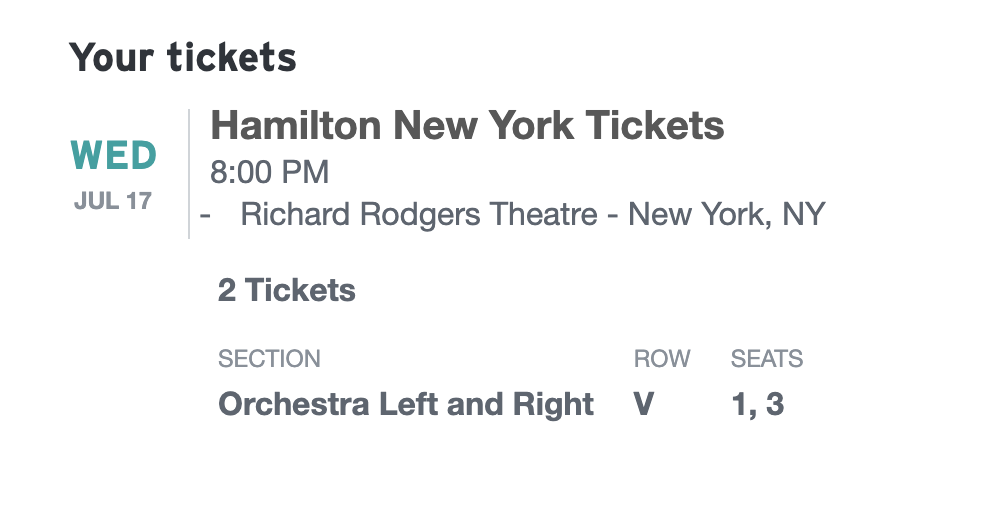 Your tickets
WED
JUL 17
Hamilton New York Tickets
8:00 PM
- Richard Rodgers Theatre - New York, NY
2 Tickets
SECTION ROW SEATS
Orchestra Left and Right V 1, 3